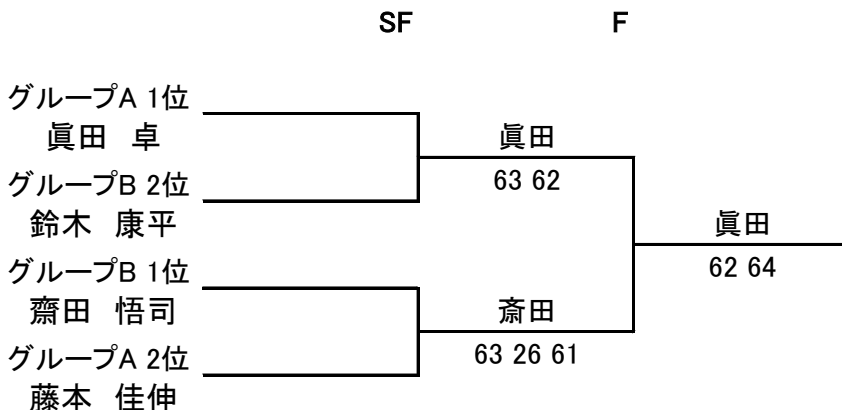 SF F
グループA 1位
眞田 卓
眞田
63 62
グループB 2位
鈴木 康平
眞田
62 64
グループB 1位
齋田 悟司
斎田
63 26 61
グループA 2位
藤本 佳伸